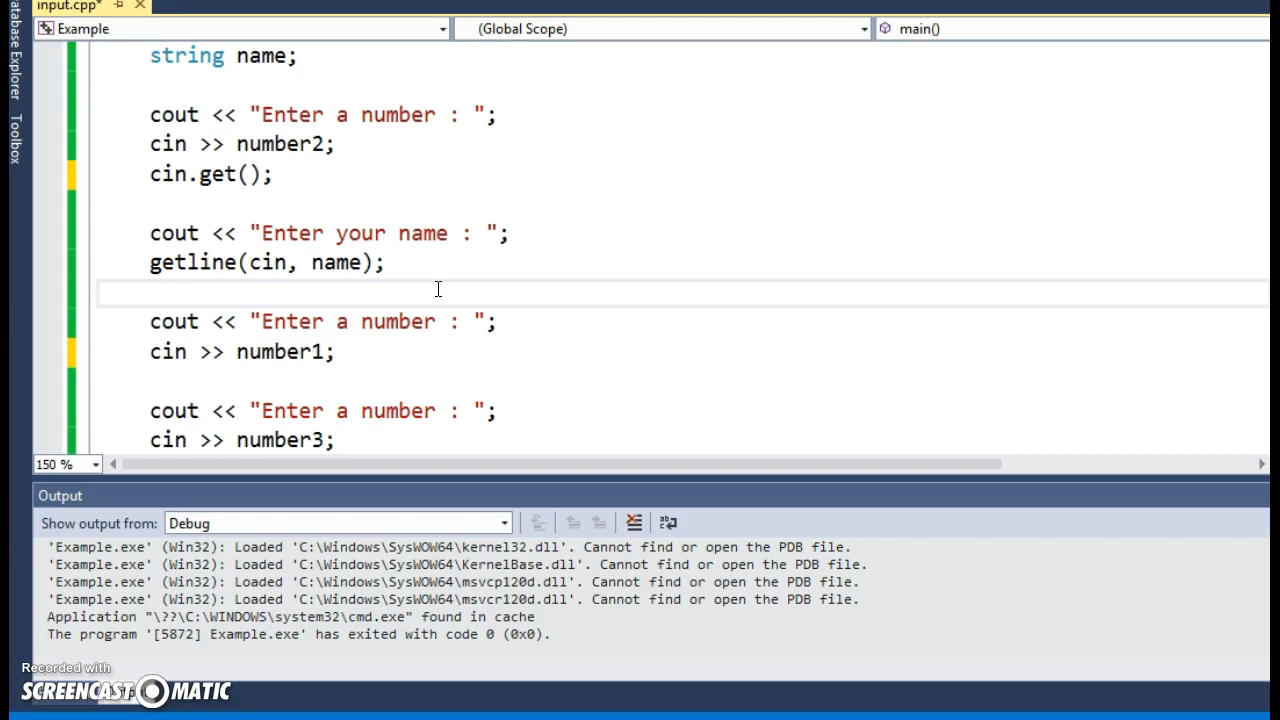 input.cpp*
Example
(Global Scope)
main()
Database Explorer
Toolbox
string name;
cout << "Enter a number : ";
cin >> number2;
cin.get();
cout << "Enter your name : ";
getline(cin, name);
cout << "Enter a number : ";
cin >> number1;
cout << "Enter a number : ";
cin >> number3;
150 %
Output
Show output from: Debug
'Example.exe' (Win32): Loaded 'C:\Windows\SysWOW64\kernel32.dll'. Cannot find or open the PDB file.
'Example.exe' (Win32): Loaded 'C:\Windows\SysWOW64\KernelBase.dll'. Cannot find or open the PDB file.
'Example.exe' (Win32): Loaded 'C:\Windows\SysWOW64\msvcp120d.dll'. Cannot find or open the PDB file.
'Example.exe' (Win32): Loaded 'C:\Windows\SysWOW64\msvcr120d.dll'. Cannot find or open the PDB file.
Application "\??\C:\WINDOWS\system32\cmd.exe" found in cache
The program '[5872] Example.exe' has exited with code 0 (0x0).
Recorded with
SCREENCAST-O-MATIC